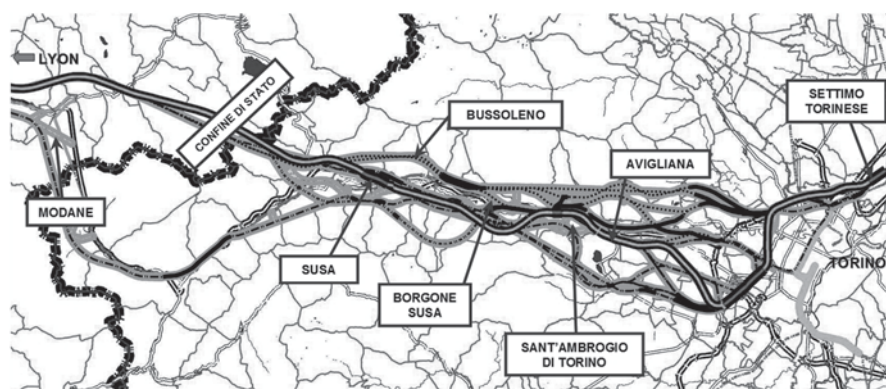 LYON
CONFINE DI STATO
SETTIMO
TORINESE
BUSSOLENO
AVIGLIANA
MODANE
SUSA
TORINO
BORGONE
SUSA
SANT'AMBROGIO
DI TORINO